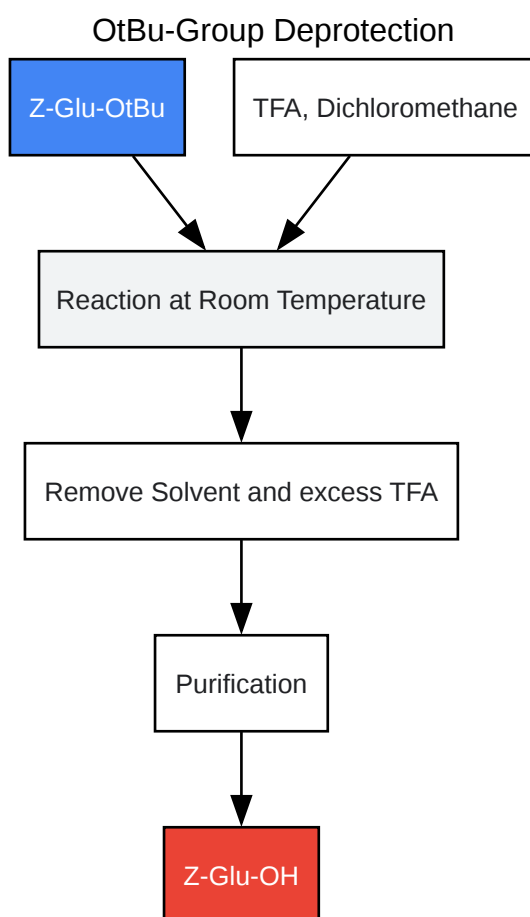 OtBu-Group Deprotection
Z-Glu-OtBu
TFA, Dichloromethane
Reaction at Room Temperature
Remove Solvent and excess TFA
Purification
Z-Glu-OH